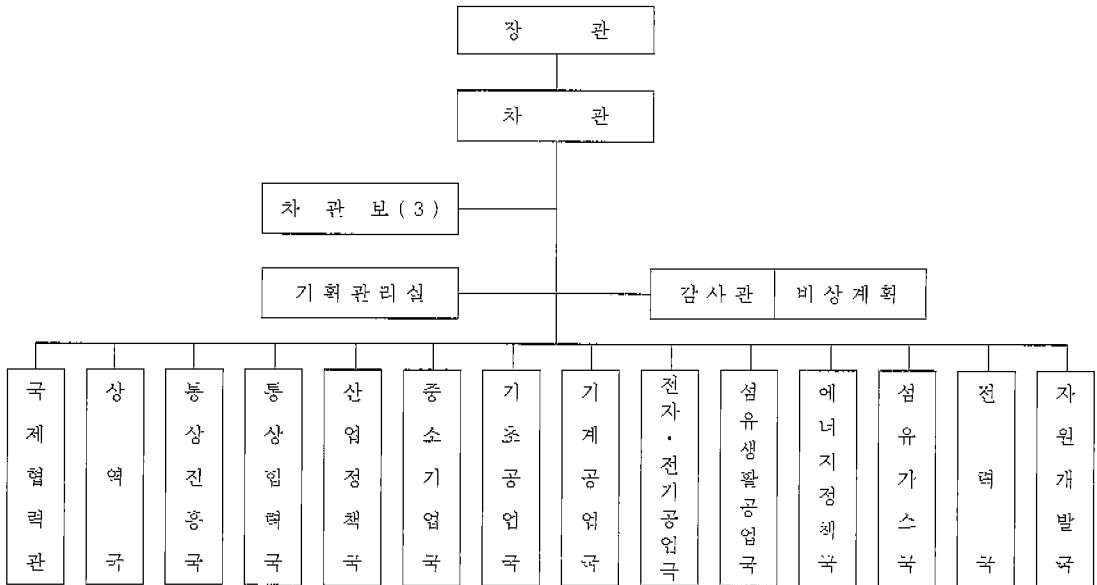 장 관
차 관
차 관 보 ( 3 )
기획관리실
감사관 비상계획
국제협력관
상역국
통상진흥국
통상협력국
산업정책국
중소기업국
기초공업국
기계공업국
전자·전기공업국
섬유생활공업국
에너지정책국
섬유가스국
전력국
자원개발국